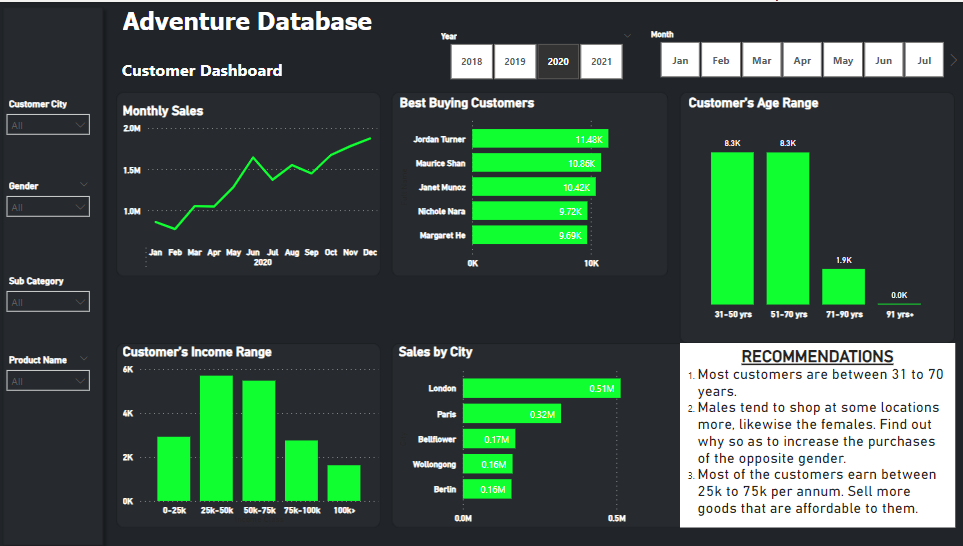 Adventure Database
Customer Dashboard
Year
2018 2019 2020 2021
Month
Jan Feb Mar Apr May Jun Jul
Customer City
All
Gender
All
Sub Category
All
Product Name
All
Monthly Sales
2.0M
1.5M
1.0M
Jan Feb Mar Apr May Jun Jul Aug Sep Oct Nov Dec
2020
Best Buying Customers
Jordan Turner 11.48K
Maurice Shan 10.86K
Janet Munoz 10.42K
Nichole Nara 9.72K
Margaret He 9.69K
0K 10K
Customer's Age Range
8.3K 8.3K 1.9K 0.0K
31-50 yrs 51-70 yrs 71-90 yrs 91 yrs+
Customer's Income Range
6K
4K
2K
0K
0-25k 25k-50k 50k-75k 75k-100k 100k>
Sales by City
London 0.51M
Paris 0.32M
Bellflower 0.17M
Wollongong 0.16M
Berlin 0.16M
0.0M 0.5M
RECOMMENDATIONS
1. Most customers are between 31 to 70
years.
2. Males tend to shop at some locations
more, likewise the females. Find out
why so as to increase the purchases
of the opposite gender.
3. Most of the customers earn between
25k to 75k per annum. Sell more
goods that are affordable to them.